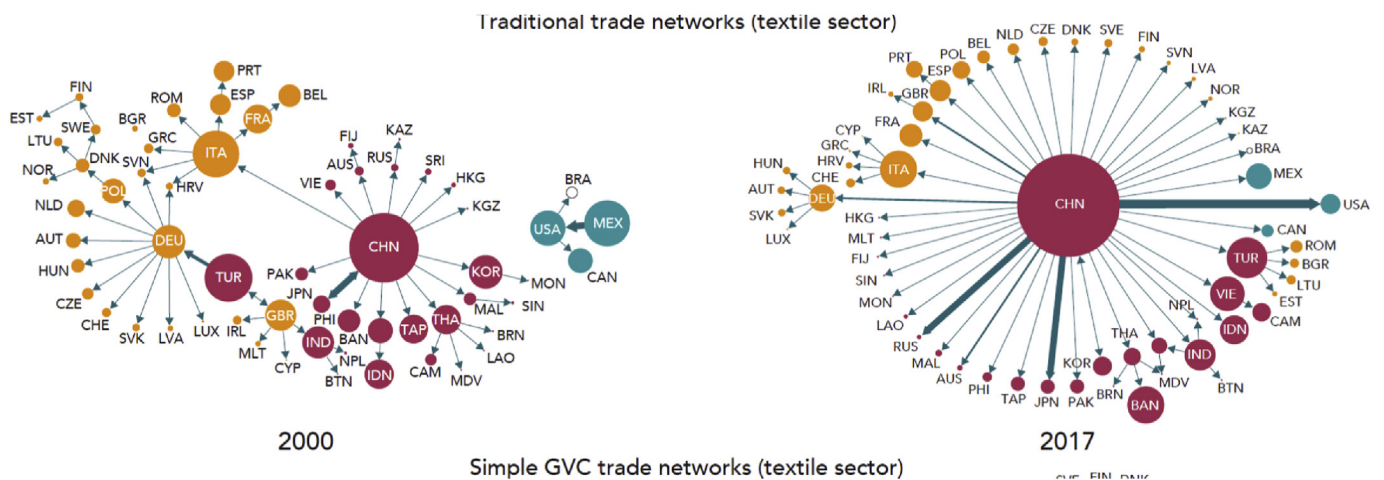 Traditional trade networks (textile sector)
PRT
ESP
BEL
FRA
ROM
BGR
GRC
ITA
SVN
HRV
FIN
EST
SWE
LTU
DNK
NOR
POL
NLD
DEU
AUT
HUN
CZE
CHE
SVK
LVA
LUX
TUR
IRL
GBR
MLT
CYP
IND
NPL
BTN
FIJ
KAZ
AUS
RUS
SRI
VIE
HKG
KGZ
CHN
PAK
JPN
PHI
BAN
IDN
TAP
THA
CAM
MDV
LAO
BRN
MAL
SIN
KOR
MON
BRA
USA
MEX
CAN
2000
PRT
ESP
POL
BEL
NLD
CZE
DNK
SVE
FIN
SVN
LVA
NOR
KGZ
KAZ
BRA
MEX
USA
CAN
IRL
GBR
FRA
CYP
GRC
HRV
CHE
ITA
HUN
AUT
SVK
LUX
DEU
CHN
HKG
MLT
FIJ
SIN
MON
LAO
RUS
MAL
AUS
PHI
TAP
JPN
PAK
KOR
BRN
THA
BAN
MDV
NPL
IND
BTN
IDN
VIE
CAM
TUR
ROM
BGR
LTU
EST
2017
Simple GVC trade networks (textile sector)
SVE FIN DNK